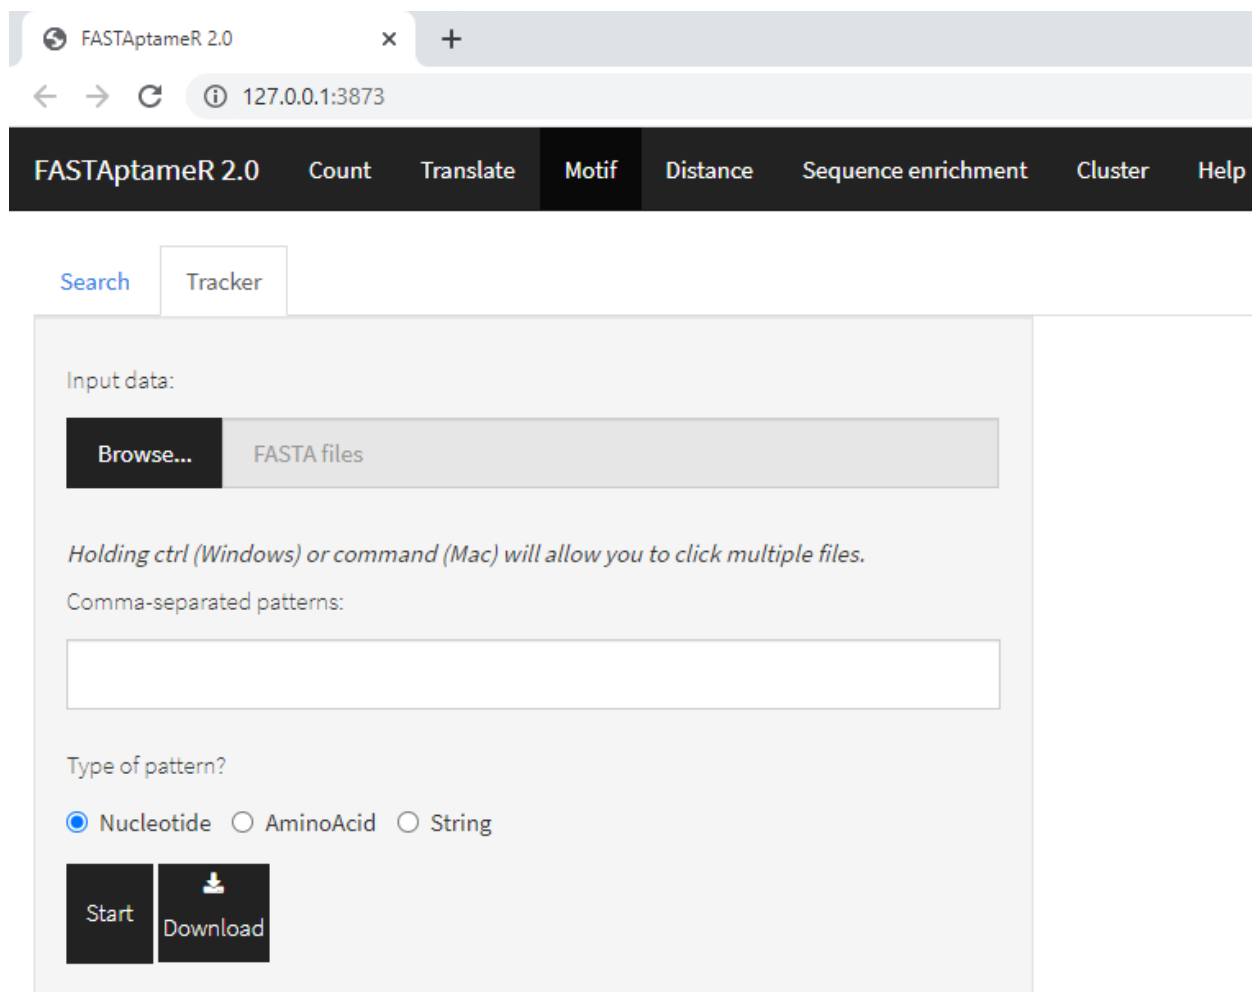 FASTAptameR 2.0
127.0.0.1:3873
FASTAptameR 2.0 Count Translate Motif Distance Sequence enrichment Cluster Help
Search Tracker
Input data:
Browse... FASTA files
Holding ctrl (Windows) or command (Mac) will allow you to click multiple files.
Comma-separated patterns:
Type of pattern?
Nucleotide AminoAcid String
Start Download